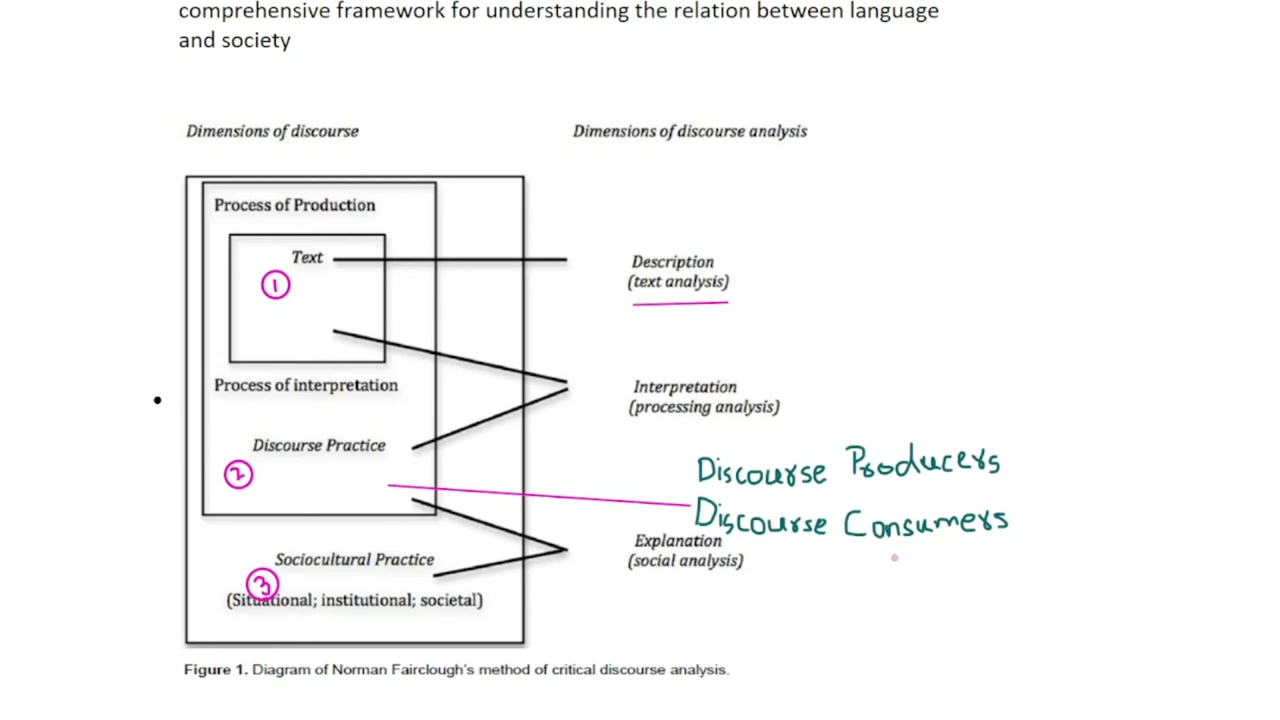 comprehensive framework for understanding the relation between language
and society
Dimensions of discourse
Dimensions of discourse analysis
Process of Production
Text
1
Description
(text analysis)
Process of interpretation
Interpretation
(processing analysis)
Discourse Practice
2
Discourse Producers
Discourse Consumers
Explanation
(social analysis)
Sociocultural Practice
3
(Situational; institutional; societal)
Figure 1. Diagram of Norman Fairclough's method of critical discourse analysis.